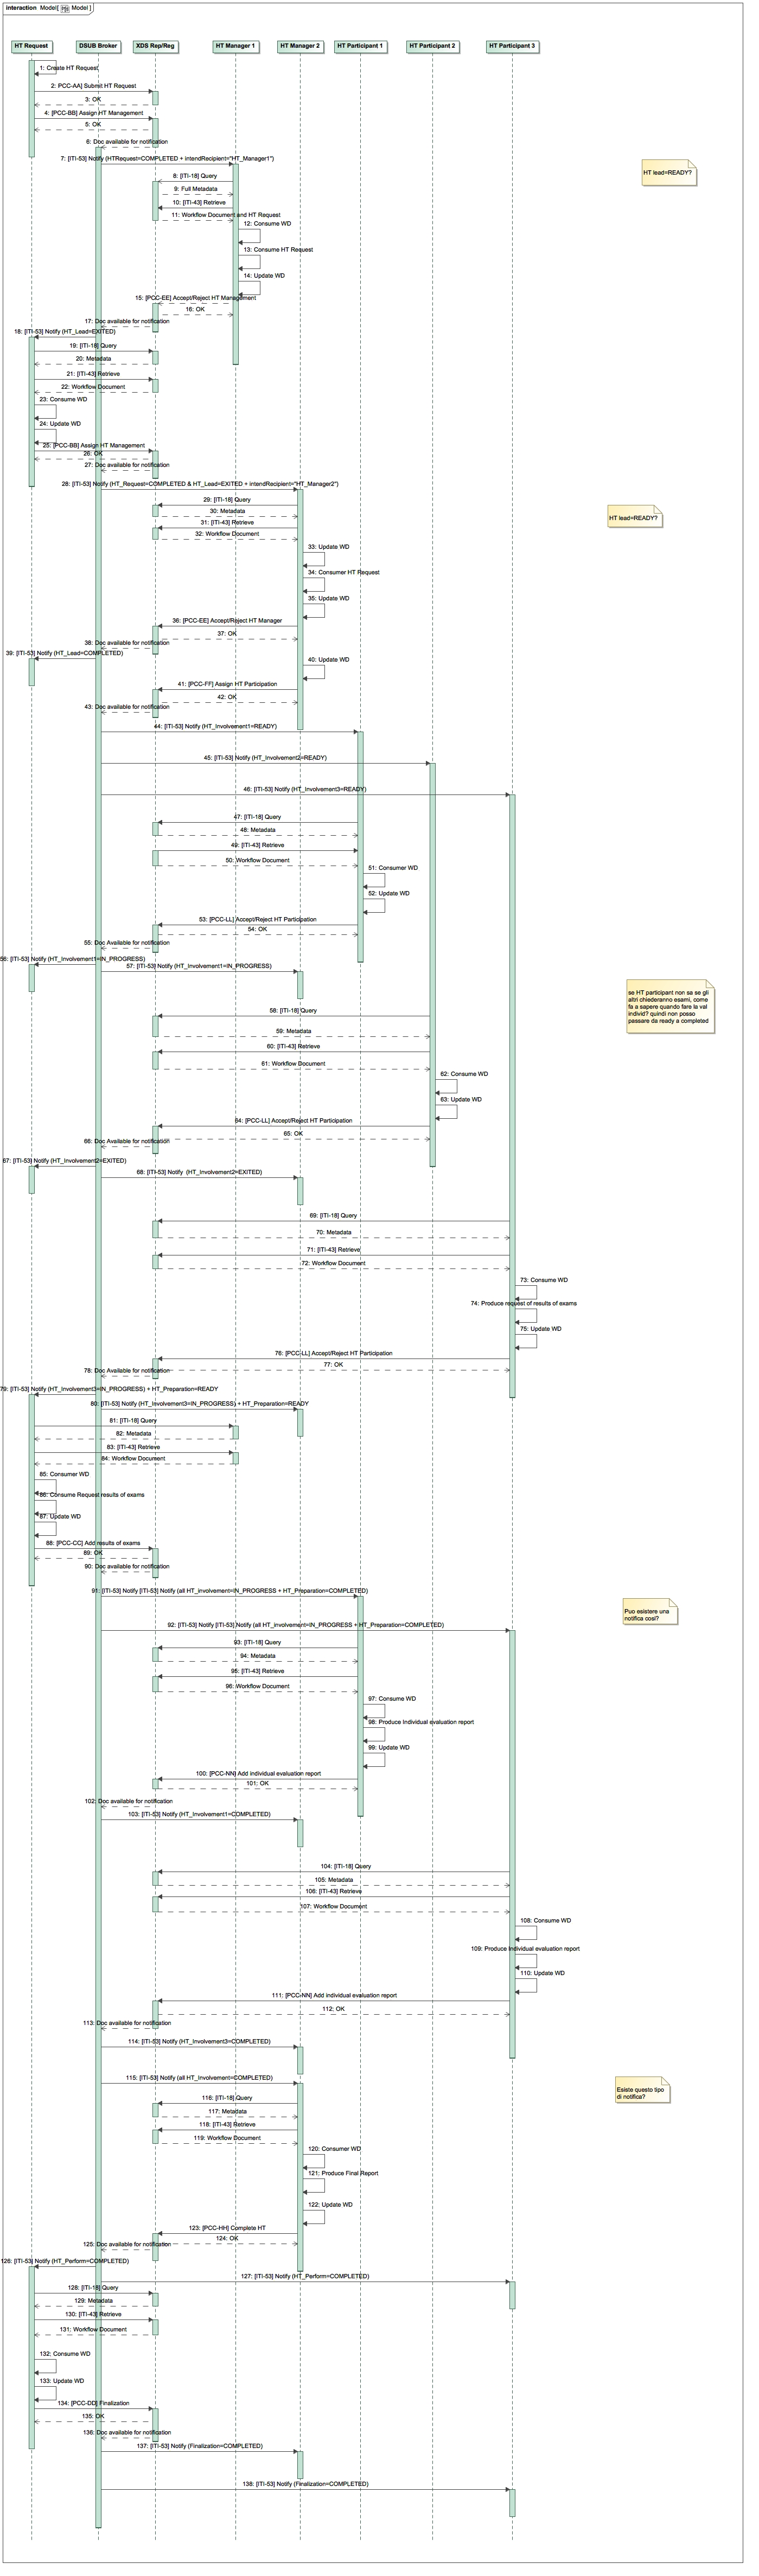 interaction Model[ Model ]
HT Request
DSUB Broker
XDS Rep/Reg
HT Manager 1
HT Manager 2
HT Participant 1
HT Participant 2
HT Participant 3
1: Create HT Request
2: PCC-AA] Submit HT Request
3: OK
4: [PCC-BB] Assign HT Management
5: OK
6: Doc available for notification
7: [ITI-53] Notify (HTRequest=COMPLETED + intendRecipient="HT_Manager1")
HT lead=READY?
8: [ITI-18] Query
9: Full Metadata
10: [ITI-43] Retrieve
11: Workflow Document and HT Request
12: Consume WD
13: Consume HT Request
14: Update WD
15: [PCC-EE] Accept/Reject HT Management
16: OK
17: Doc available for notification
18: [ITI-53] Notify (HT_Lead=EXITED)
19: [ITI-18] Query
20: Metadata
21: [ITI-43] Retrieve
22: Workflow Document
23: Consume WD
24: Update WD
25: [PCC-BB] Assign HT Management
26: OK
27: Doc available for notification
28: [ITI-53] Notify (HT_Request=COMPLETED & HT_Lead=EXITED + intendRecipient="HT_Manager2")
29: [ITI-18] Query
30: Metadata
HT lead=READY?
31: [ITI-43] Retrieve
32: Workflow Document
33: Update WD
34: Consumer HT Request
35: Update WD
36: [PCC-EE] Accept/Reject HT Manager
37: OK
38: Doc available for notification
39: [ITI-53] Notify (HT_Lead=COMPLETED)
40: Update WD
41: [PCC-FF] Assign HT Participation
42: OK
43: Doc available for notification
44: [ITI-53] Notify (HT_Involvement1=READY)
45: [ITI-53] Notify (HT_Involvement2=READY)
46: [ITI-53] Notify (HT_Involvement3=READY)
47: [ITI-18] Query
48: Metadata
49: [ITI-43] Retrieve
50: Workflow Document
51: Consumer WD
52: Update WD
53: [PCC-LL] Accept/Reject HT Participation
54: OK
55: Doc Available for notification
56: [ITI-53] Notify (HT_Involvement1=IN_PROGRESS)
57: [ITI-53] Notify (HT_Involvement1=IN_PROGRESS)
se HT participant non sa se gli
altri chiederanno esami, come
fa a sapere quando fare la val
individ? quindi non posso
passare da ready a completed
58: [ITI-18] Query
59: Metadata
60: [ITI-43] Retrieve
61: Workflow Document
62: Consume WD
63: Update WD
64: [PCC-LL] Accept/Reject HT Participation
65: OK
66: Doc Available for notification
67: [ITI-53] Notify (HT_Involvement2=EXITED)
68: [ITI-53] Notify (HT_Involvement2=EXITED)
69: [ITI-18] Query
70: Metadata
71: [ITI-43] Retrieve
72: Workflow Document
73: Consume WD
74: Produce request of results of exams
75: Update WD
76: [PCC-LL] Accept/Reject HT Participation
77: OK
78: Doc Available for notification
79: [ITI-53] Notify (HT_Involvement3=IN_PROGRESS) + HT_Preparation=READY
80: [ITI-53] Notify (HT_Involvement3=IN_PROGRESS) + HT_Preparation=READY
81: [ITI-18] Query
82: Metadata
83: [ITI-43] Retrieve
84: Workflow Document
85: Consumer WD
86: Consume Request results of exams
87: Update WD
88: [PCC-CC] Add results of exams
89: OK
90: Doc available for notification
91: [ITI-53] Notify [ITI-53] Notify (all HT_involvement=IN_PROGRESS + HT_Preparation=COMPLETED)
Puo esistere una
notifica così?
92: [ITI-53] Notify [ITI-53] Notify (all HT_involvement=IN_PROGRESS + HT_Preparation=COMPLETED)
93: [ITI-18] Query
94: Metadata
95: [ITI-43] Retrieve
96: Workflow Document
97: Consume WD
98: Produce Individual evaluation report
99: Update WD
100: [PCC-NN] Add individual evaluation report
101: OK
102: Doc available for notification
103: [ITI-53] Notify (HT_Involvement1=COMPLETED)
104: [ITI-18] Query
105: Metadata
106: [ITI-43] Retrieve
107: Workflow Document
108: Consume WD
109: Produce Individual evaluation report
110: Update WD
111: [PCC-NN] Add individual evaluation report
112: OK
113: Doc available for notification
114: [ITI-53] Notify (HT_Involvement3=COMPLETED)
115: [ITI-53] Notify (all HT_Involvement=COMPLETED)
Esiste questo tipo
di notifica?
116: [ITI-18] Query
117: Metadata
118: [ITI-43] Retrieve
119: Workflow Document
120: Consumer WD
121: Produce Final Report
122: Update WD
123: [PCC-HH] Complete HT
124: OK
125: Doc available for notification
126: [ITI-53] Notify (HT_Perform=COMPLETED)
127: [ITI-53] Notify (HT_Perform=COMPLETED)
128: [ITI-18] Query
129: Metadata
130: [ITI-43] Retrieve
131: Workflow Document
132: Consume WD
133: Update WD
134: [PCC-DD] Finalization
135: OK
136: Doc available for notification
137: [ITI-53] Notify (Finalization=COMPLETED)
138: [ITI-53] Notify (Finalization=COMPLETED)